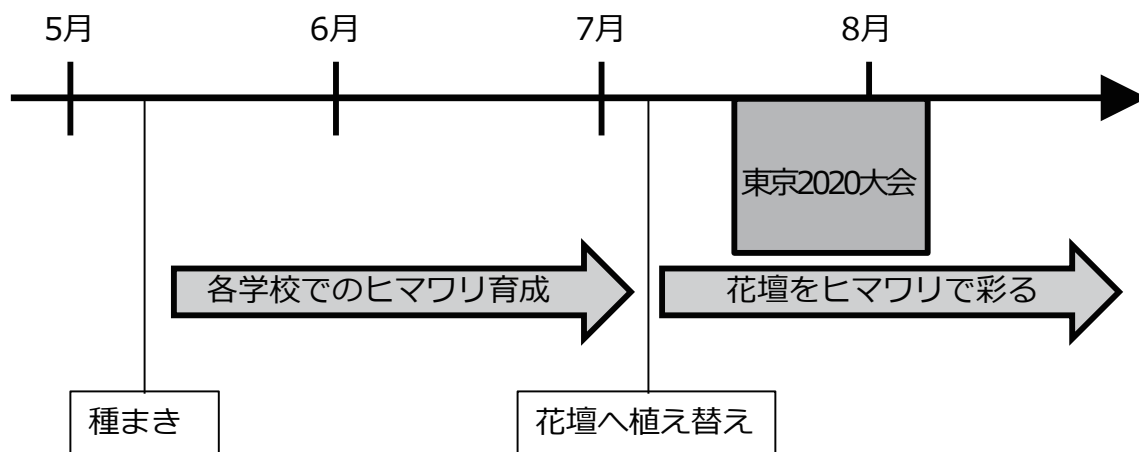 5月 6月 7月 8月
東京2020大会
各学校でのヒマワリ育成
花壇をヒマワリで彩る
種まき
花壇へ植え替え